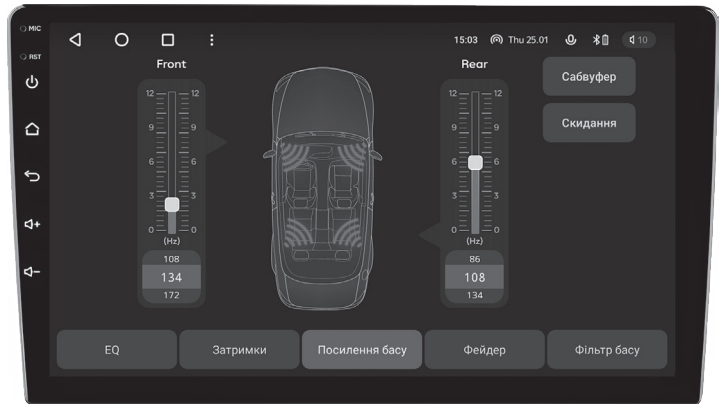 MIC
RST
15:03 Thu 25.01 10
Front
Rear
Сабвуфер
Скидання
12 12
9 9
6 6
3 3
0 0
(Hz)
108
134
172
12 12
9 9
6 6
3 3
0 0
(Hz)
86
108
134
EQ
Затримки
Посилення басу
Фейдер
Фільтр басу